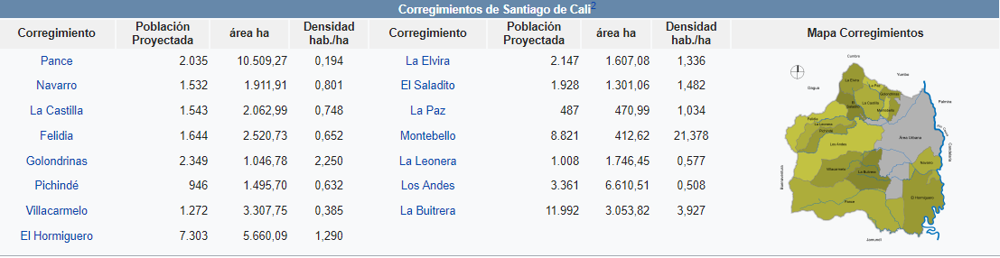 Corregimientos de Santiago de Cali2
Corregimiento Población Proyectada área ha Densidad hab./ha Corregimiento Población Proyectada área ha Densidad hab./ha Mapa Corregimientos
Pance 2.035 10.509,27 0,194 La Elvira 2.147 1.607,08 1,336
Navarro 1.532 1.911,91 0,801 El Saladito 1.928 1.301,06 1,482
La Castilla 1.543 2.062,99 0,748 La Paz 487 470,99 1,034
Felidia 1.644 2.520,73 0,652 Montebello 8.821 412,62 21,378
Golondrinas 2.349 1.046,78 2,250 La Leonera 1.008 1.746,45 0,577
Pichindé 946 1.495,70 0,632 Los Andes 3.361 6.610,51 0,508
Villacarmelo 1.272 3.307,75 0,385 La Buitrera 11.992 3.053,82 3,927
El Hormiguero 7.303 5.660,09 1,290
Yumbo
La Elvira
La Paz
Dagua
Golondrinas
Palmira
El Saladito
La Castilla
Montebello
Felidia
La Leonera
Pichinde
Area Urbana
Los Andes
Candelaria
Navarro
Villacarmelo
La Buitrera
Buenaventura
El Hormiguero
Pance
Jamundi